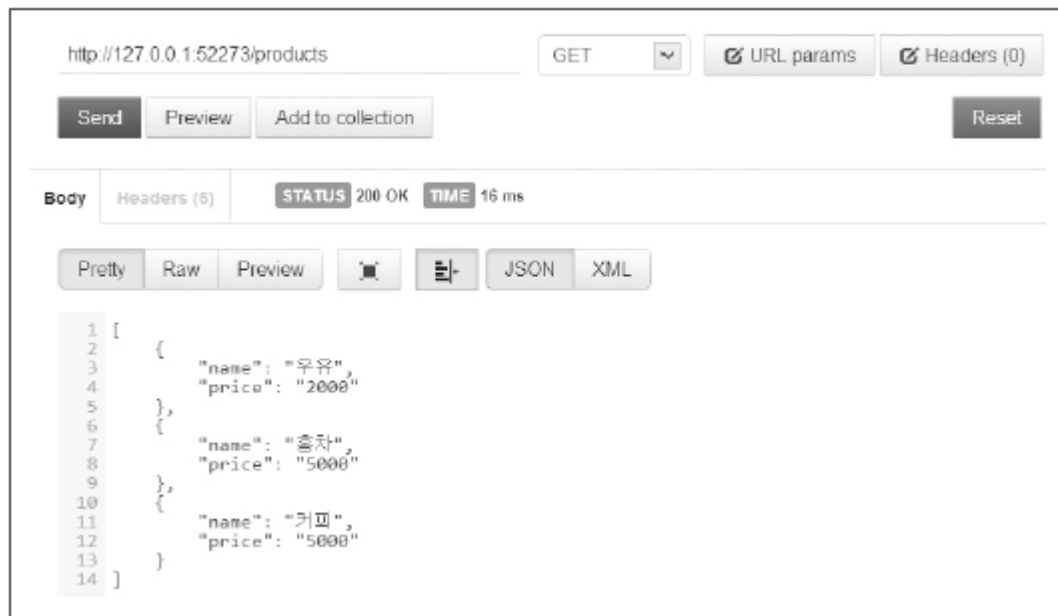 http://127.0.0.1:52273/products GET URL params Headers (0)
Send Preview Add to collection Reset
Body Headers (5) STATUS 200 OK TIME 16 ms
Pretty Raw Preview JSON XML
1 [
2 {
3 "name": "우유",
4 "price": "2000"
5 },
6 {
7 "name": "홍차",
8 "price": "5000"
9 },
10 {
11 "name": "커피",
12 "price": "5000"
13 }
14 ]